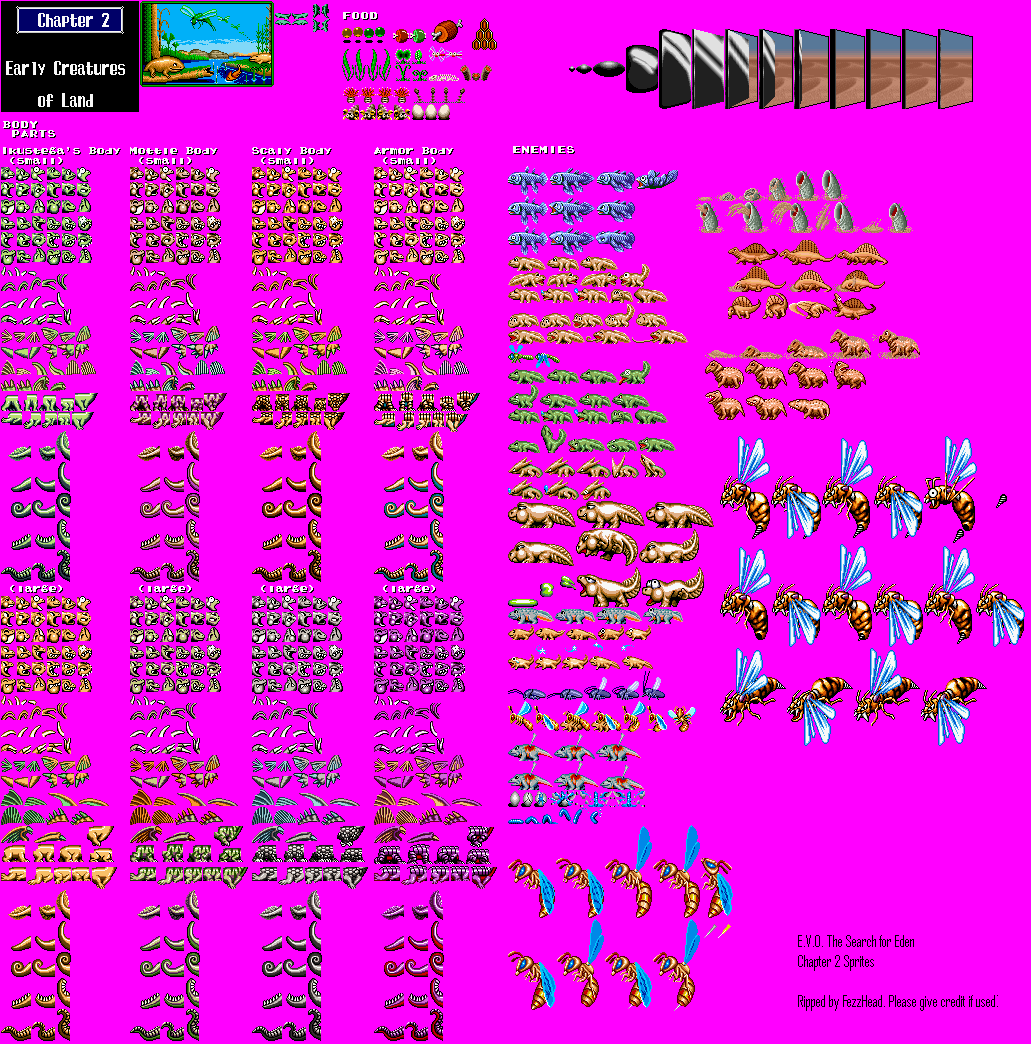 Chapter 2
Early Creatures
of Land
FOOD
BODY
PARTS
Ikustega's Body
(small)
Mottle Body
(small)
Scaly Body
(small)
Armor Body
(small)
ENEMIES
(large)
(large)
(large)
(large)
E.V.O. The Search for Eden
Chapter 2 Sprites
Ripped by FezzHead. Please give credit if used.